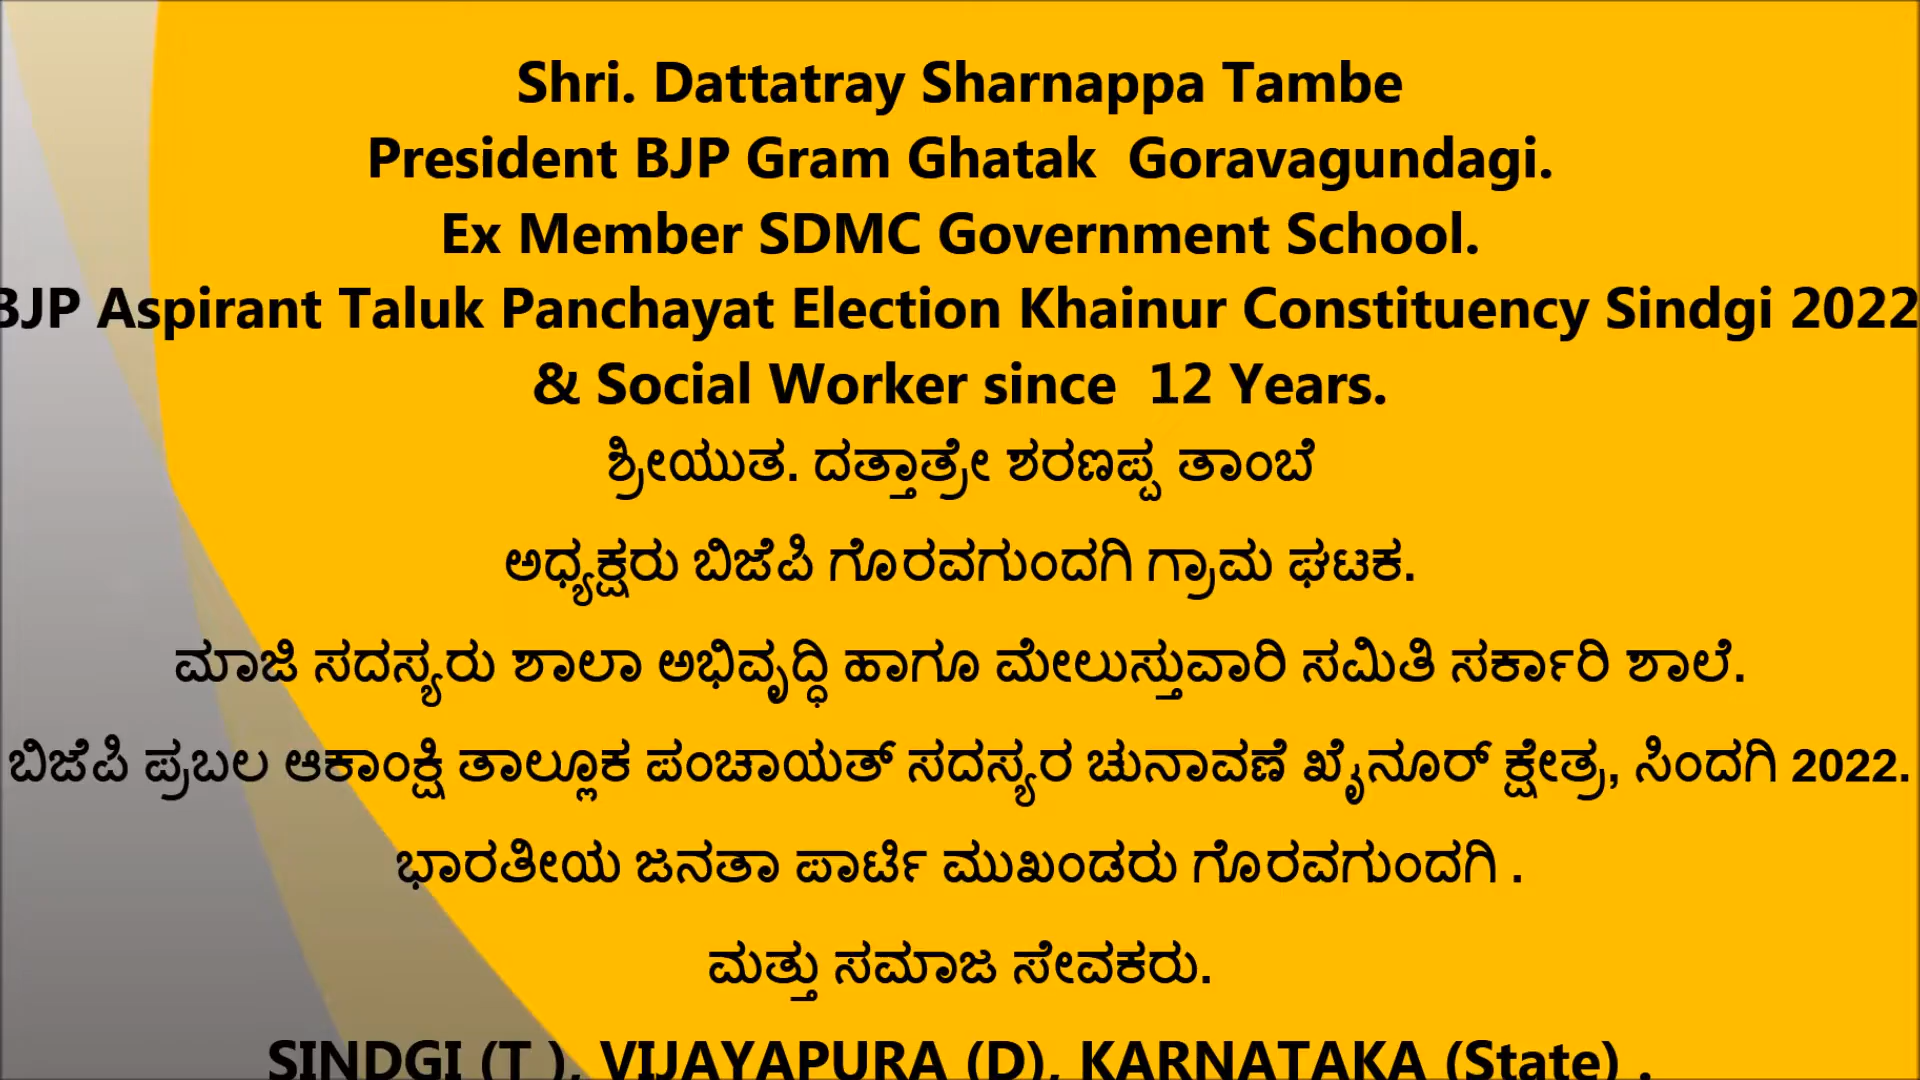 Shri. Dattatray Sharnappa Tambe
President BJP Gram Ghatak  Goravagundagi.
Ex Member SDMC Government School.
BJP Aspirant Taluk Panchayat Election Khainur Constituency Sindgi 2022
& Social Worker since  12 Years.
ಶ್ರೀಯುತ. ದತ್ತಾತ್ರೇ ಶರಣಪ್ಪ ತಾಂಬೆ
ಅಧ್ಯಕ್ಷರು ಬಿಜೆಪಿ ಗೊರವಗುಂದಗಿ ಗ್ರಾಮ ಘಟಕ.
ಮಾಜಿ ಸದಸ್ಯರು ಶಾಲಾ ಅಭಿವೃದ್ಧಿ ಹಾಗೂ ಮೇಲುಸ್ತುವಾರಿ ಸಮಿತಿ ಸರ್ಕಾರಿ ಶಾಲೆ.
ಬಿಜೆಪಿ ಪ್ರಬಲ ಆಕಾಂಕ್ಷಿ ತಾಲ್ಲೂಕ ಪಂಚಾಯತ್ ಸದಸ್ಯರ ಚುನಾವಣೆ ಖೈನೂರ್ ಕ್ಷೇತ್ರ, ಸಿಂದಗಿ 2022.
ಭಾರತೀಯ ಜನತಾ ಪಾರ್ಟಿ ಮುಖಂಡರು ಗೊರವಗುಂದಗಿ .
ಮತ್ತು ಸಮಾಜ ಸೇವಕರು.
SINDGI (T ), VIJAYAPURA (D), KARNATAKA (State) .